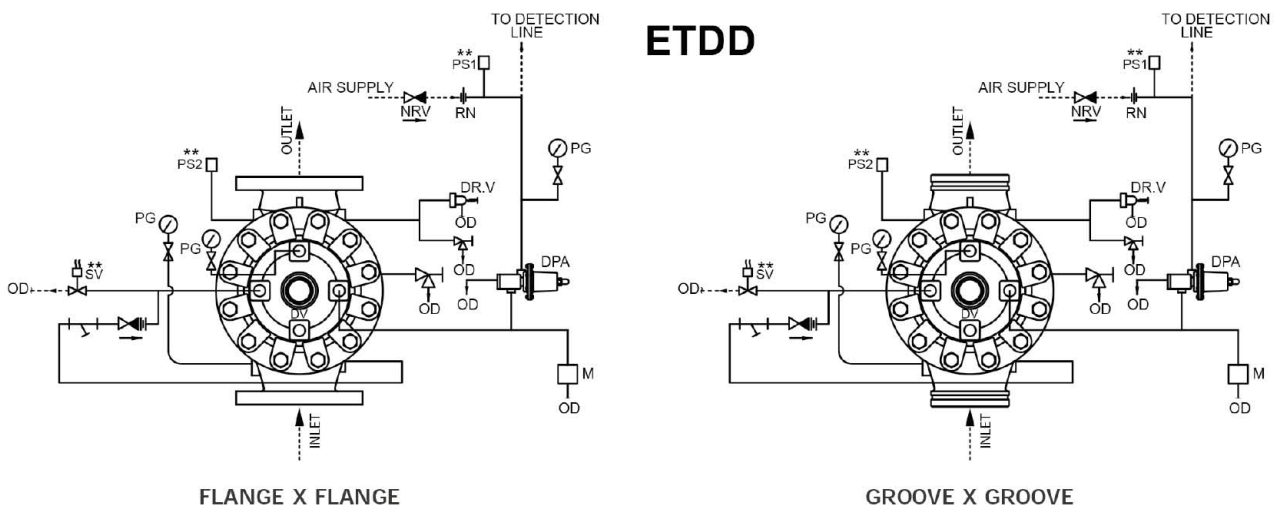 ETDD
TO DETECTION
LINE
**
PS1
AIR SUPPLY
NRV
RN
OUTLET
**
PS2
PG
DR.V
OD
PG
PG
OD
**
SV
OD
DPA
OD
OD
DV
M
OD
INLET
FLANGE X FLANGE
TO DETECTION
LINE
**
PS1
AIR SUPPLY
NRV
RN
OUTLET
**
PS2
PG
DR.V
OD
PG
PG
OD
**
SV
OD
DPA
OD
OD
DV
M
OD
INLET
GROOVE X GROOVE